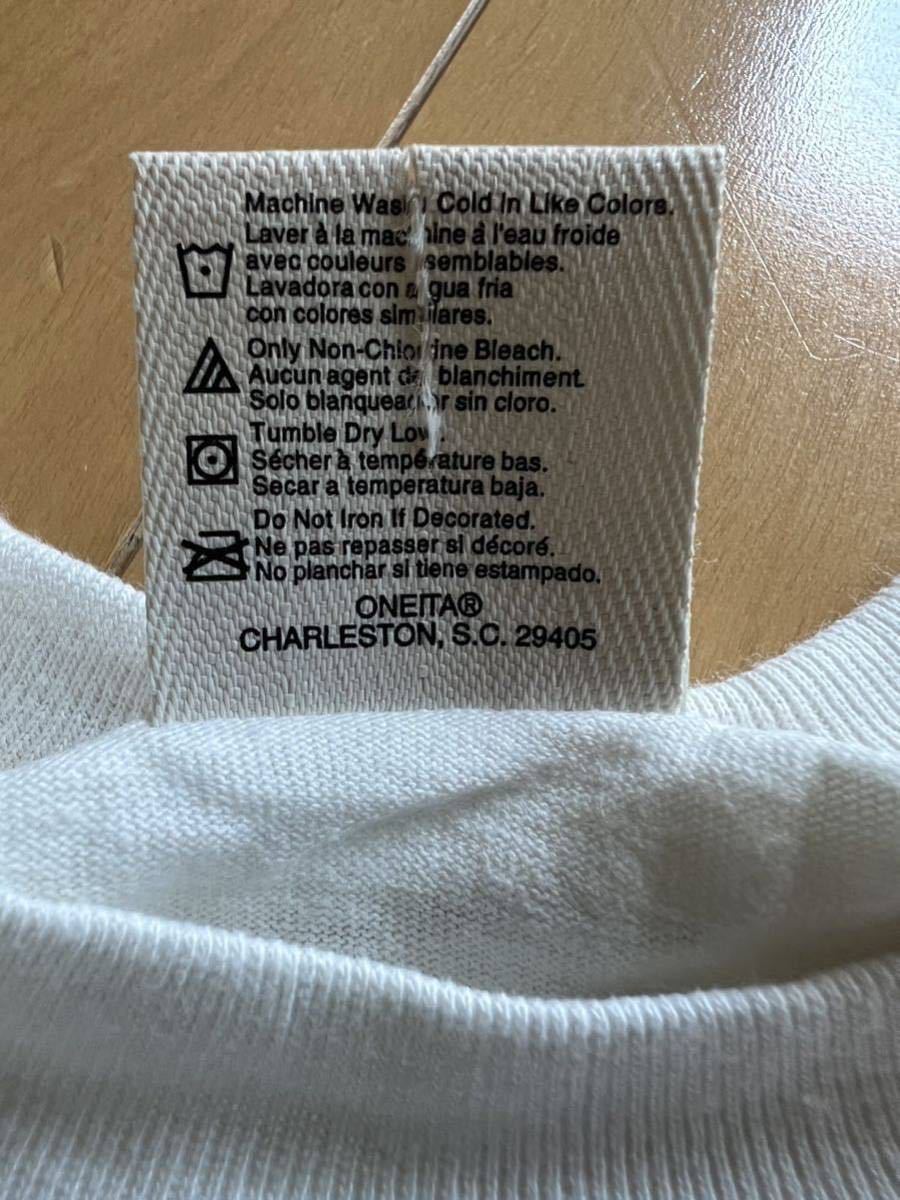 Machine Wash Cold In Like Colors.
Laver à la machine à l'eau froide
avec couleurs semblables.
Lavadora con agua fria
con colores similares.
Only Non-Chlorine Bleach.
Aucun agent de blanchiment.
Solo blanqueador sin cloro.
Tumble Dry Low.
Sécher à température bas.
Secar a temperatura baja.
Do Not Iron If Decorated.
Ne pas repasser si décoré.
No planchar si tiene estampado.
ONEITA®
CHARLESTON, S.C. 29405